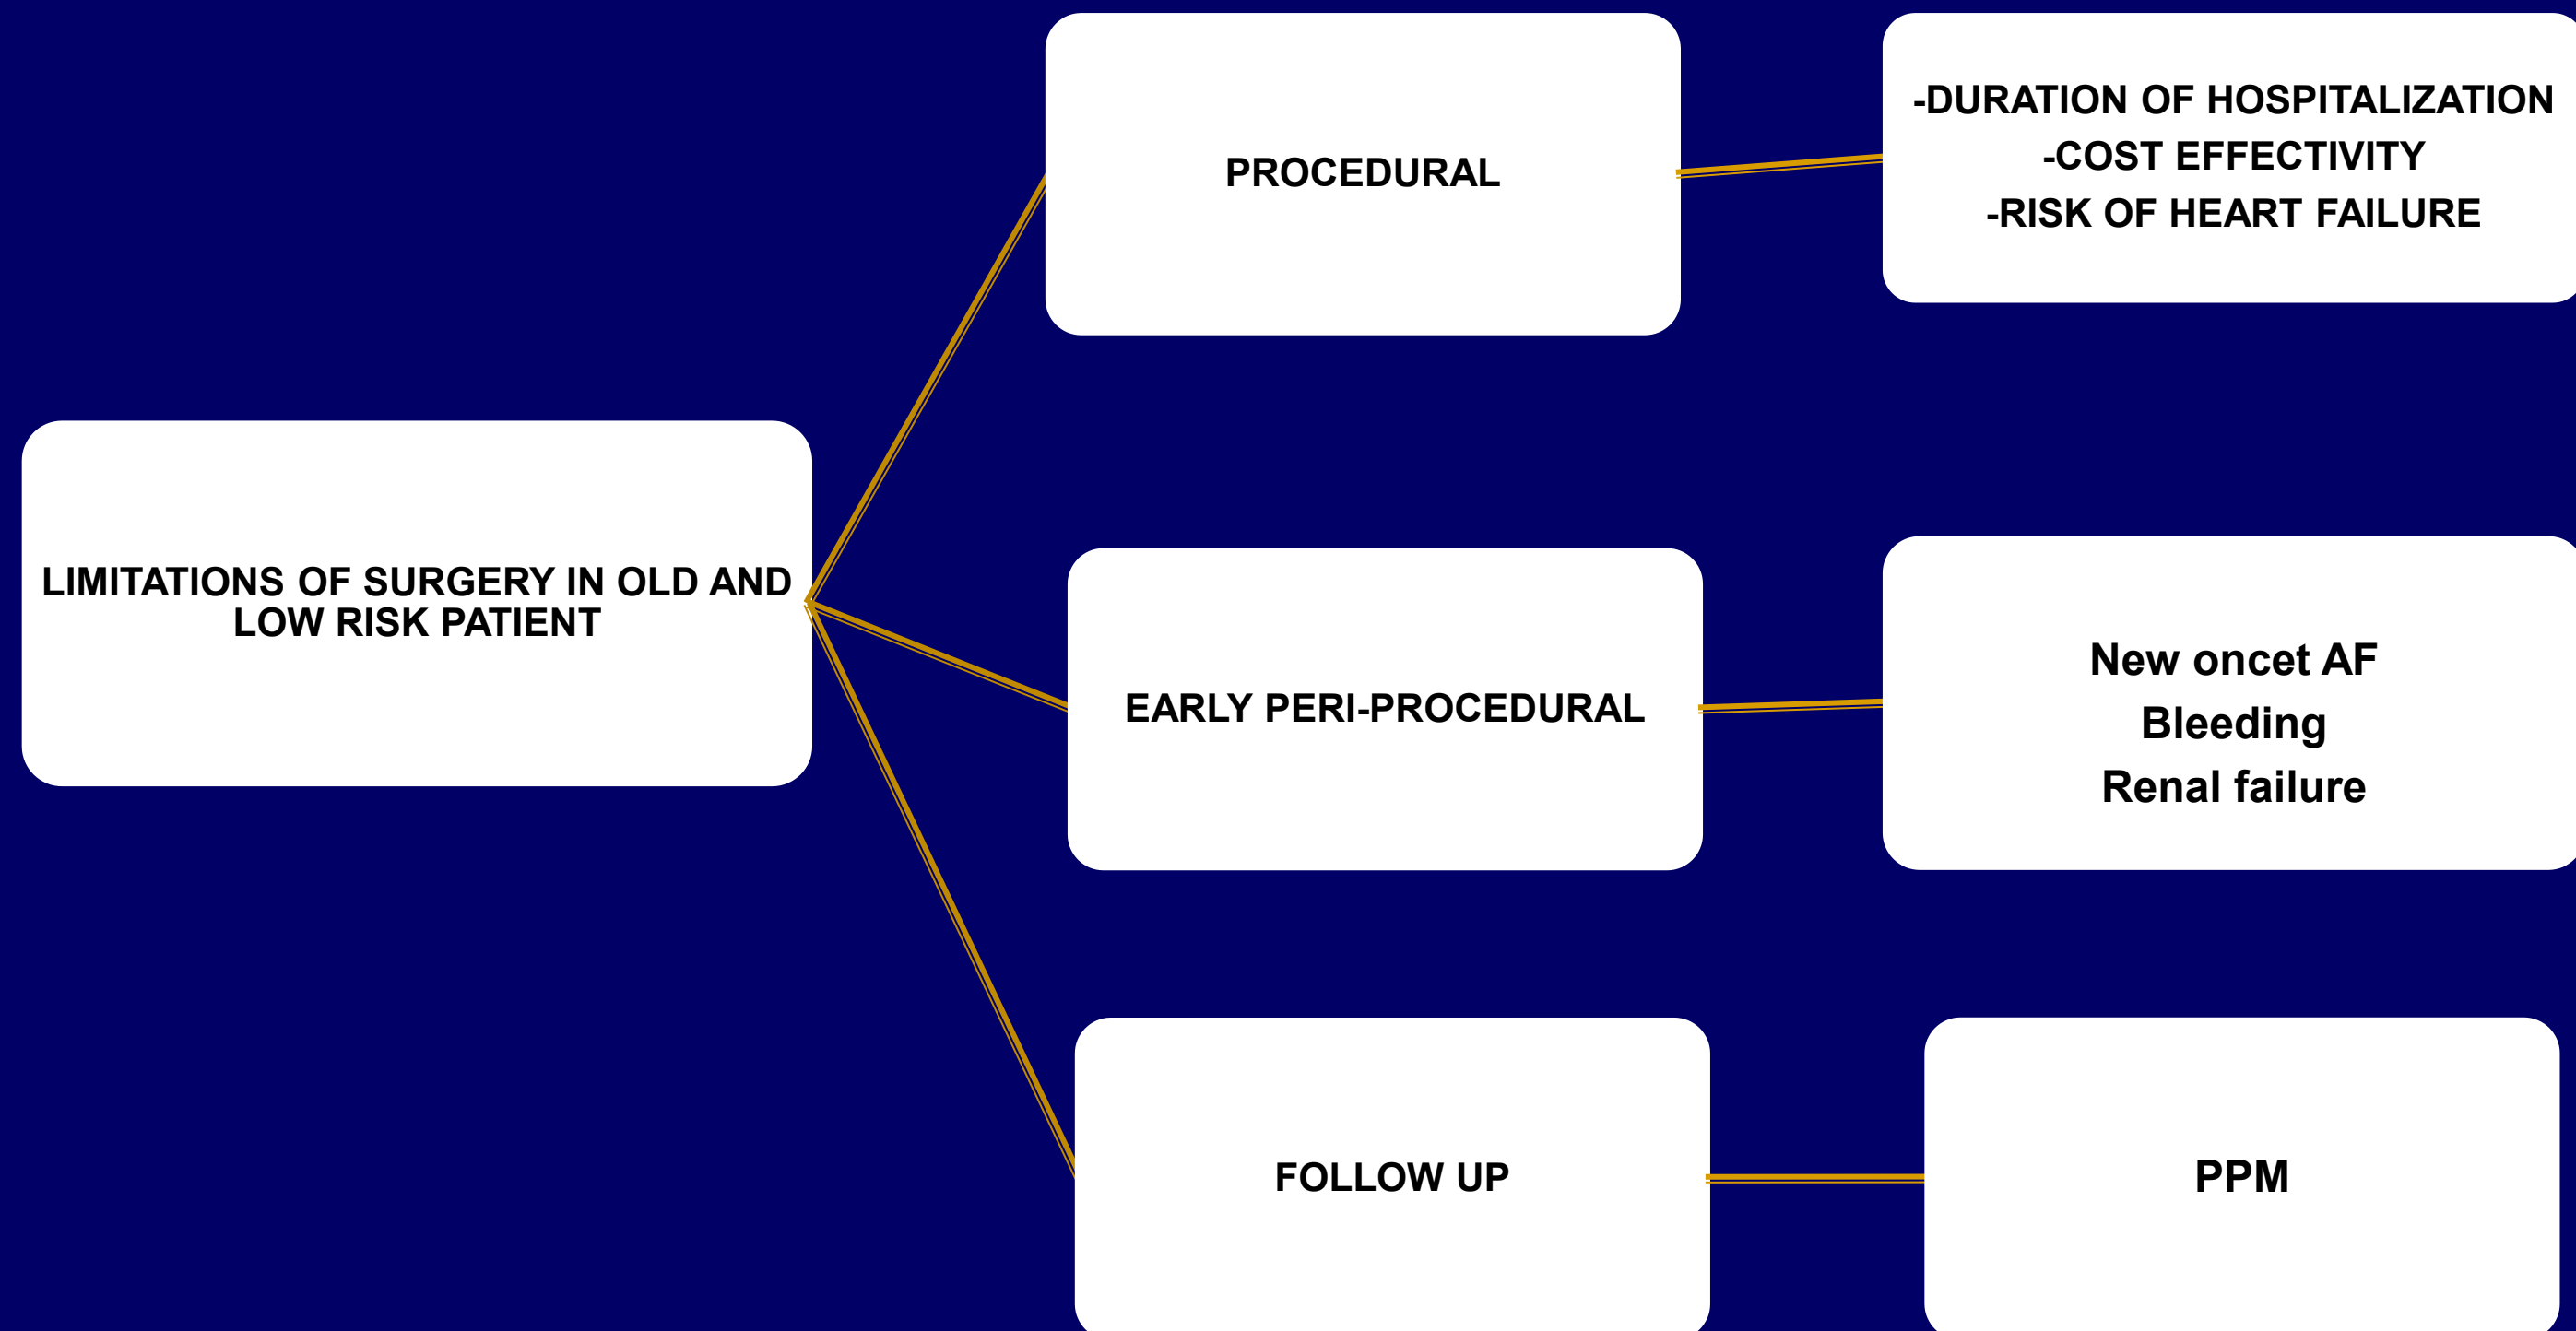 LIMITATIONS OF SURGERY IN OLD AND
LOW RISK PATIENT
PROCEDURAL
-DURATION OF HOSPITALIZATION
-COST EFFECTIVITY
-RISK OF HEART FAILURE
EARLY PERI-PROCEDURAL
New oncet AF
Bleeding
Renal failure
FOLLOW UP
PPM